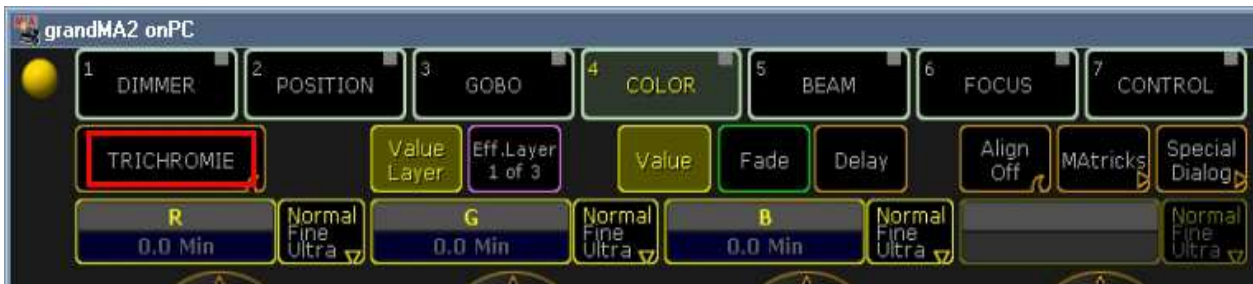 grandMA2 onPC
1 DIMMER 2 POSITION 3 GOBO 4 COLOR 5 BEAM 6 FOCUS 7 CONTROL
TRICHROMIE Value Layer Eff.Layer 1 of 3 Value Fade Delay Align Off MAtricks Special Dialog
R Normal G Normal B Normal Normal
Fine Fine Fine Fine
0.0 Min Ultra 0.0 Min Ultra 0.0 Min Ultra Ultra